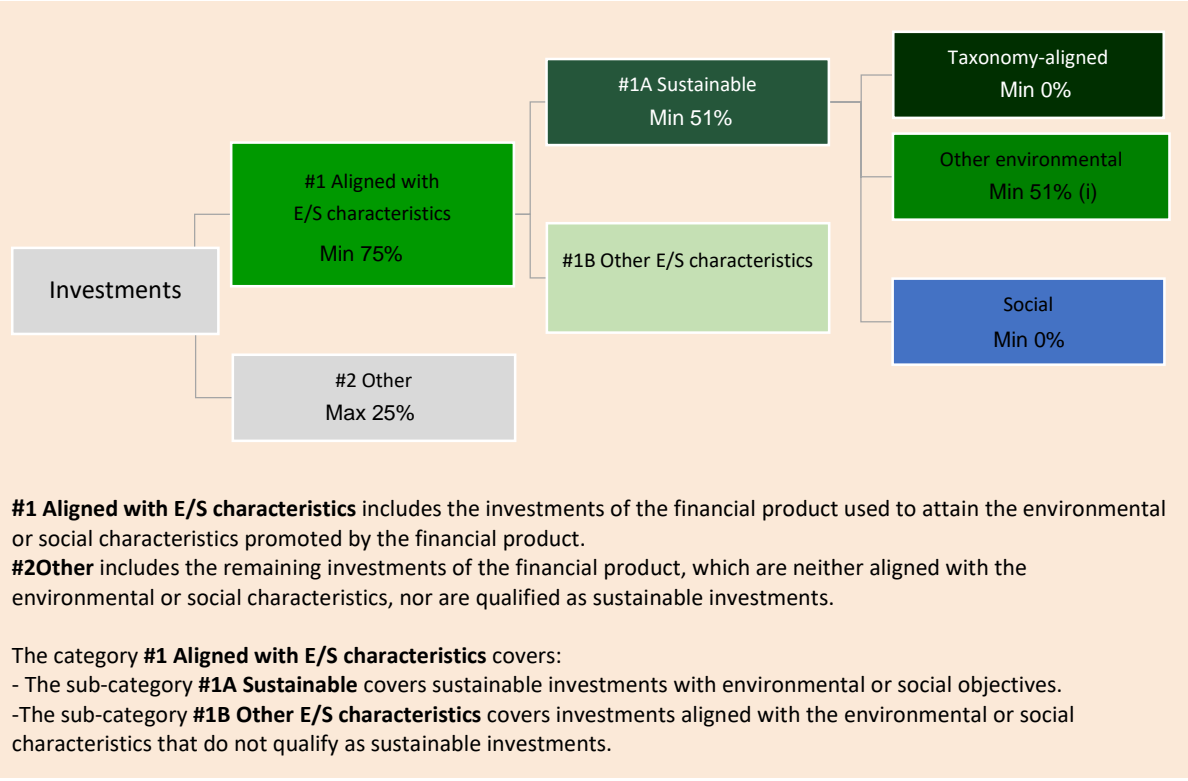 Investments
#1 Aligned with
E/S characteristics
Min 75%
#2 Other
Max 25%
#1A Sustainable
Min 51%
#1B Other E/S characteristics
Taxonomy-aligned
Min 0%
Other environmental
Min 51% (i)
Social
Min 0%
#1 Aligned with E/S characteristics includes the investments of the financial product used to attain the environmental
or social characteristics promoted by the financial product.
#2Other includes the remaining investments of the financial product, which are neither aligned with the
environmental or social characteristics, nor are qualified as sustainable investments.
The category #1 Aligned with E/S characteristics covers:
- The sub-category #1A Sustainable covers sustainable investments with environmental or social objectives.
-The sub-category #1B Other E/S characteristics covers investments aligned with the environmental or social
characteristics that do not qualify as sustainable investments.